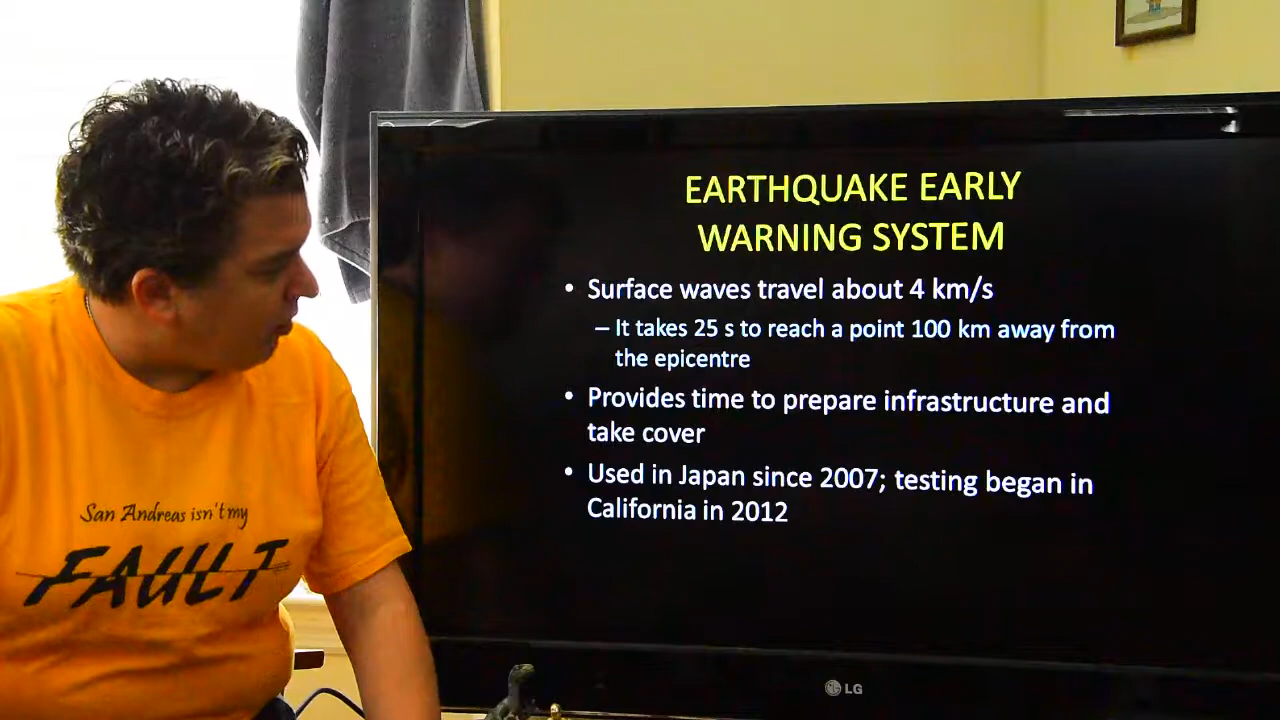 EARTHQUAKE EARLY
WARNING SYSTEM
• Surface waves travel about 4 km/s
– It takes 25 s to reach a point 100 km away from
the epicentre
• Provides time to prepare infrastructure and
take cover
• Used in Japan since 2007; testing began in
California in 2012
San Andreas isn't my
FAULT
LG